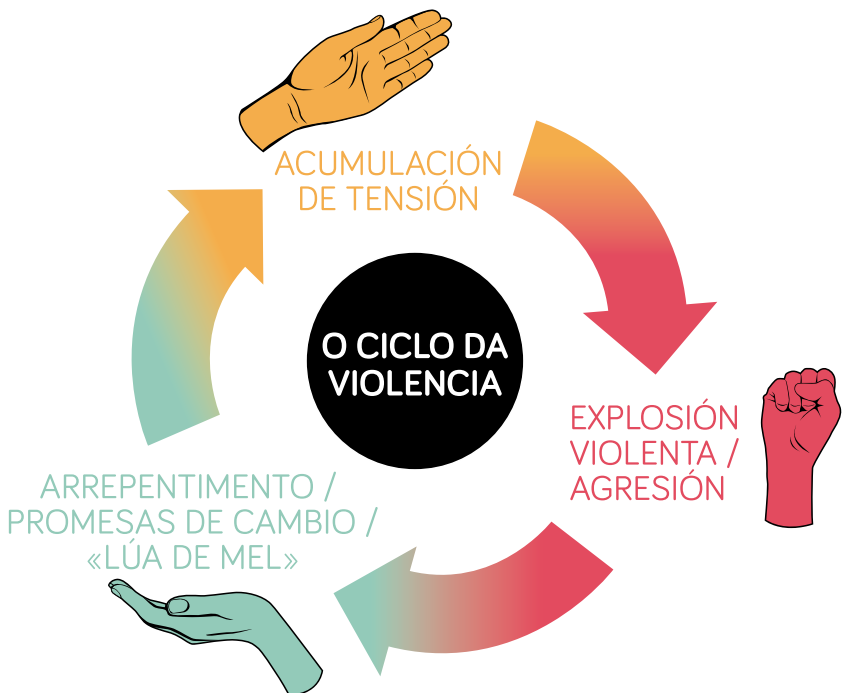 ACUMULACIÓN
DE TENSIÓN
O CICLO DA
VIOLENCIA
EXPLOSIÓN
VIOLENTA /
AGRESIÓN
ARREPENTIMENTO /
PROMESAS DE CAMBIO /
«LÚA DE MEL»